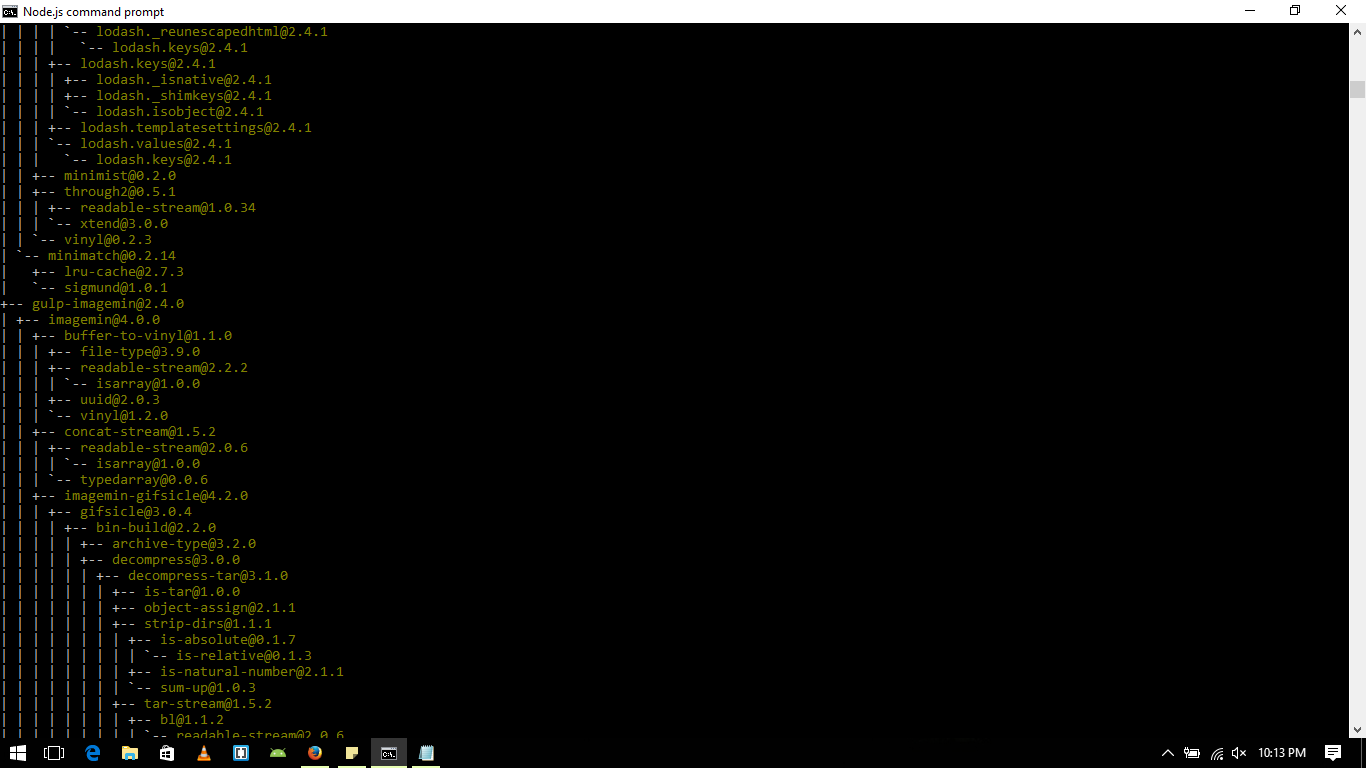 Node.js command prompt
| | | | `-- lodash._reunescapedhtml@2.4.1
| | | |   `-- lodash.keys@2.4.1
| | | +-- lodash.keys@2.4.1
| | | | +-- lodash._isnative@2.4.1
| | | | +-- lodash._shimkeys@2.4.1
| | | | `-- lodash.isobject@2.4.1
| | | +-- lodash.templatesettings@2.4.1
| | | `-- lodash.values@2.4.1
| | |   `-- lodash.keys@2.4.1
| | +-- minimist@0.2.0
| | +-- through2@0.5.1
| | | +-- readable-stream@1.0.34
| | | `-- xtend@3.0.0
| | `-- vinyl@0.2.3
| `-- minimatch@0.2.14
|   +-- lru-cache@2.7.3
|   `-- sigmund@1.0.1
+-- gulp-imagemin@2.4.0
| +-- imagemin@4.0.0
| | +-- buffer-to-vinyl@1.1.0
| | | +-- file-type@3.9.0
| | | +-- readable-stream@2.2.2
| | | | `-- isarray@1.0.0
| | | +-- uuid@2.0.3
| | | `-- vinyl@1.2.0
| | +-- concat-stream@1.5.2
| | | +-- readable-stream@2.0.6
| | | | `-- isarray@1.0.0
| | | `-- typedarray@0.0.6
| | +-- imagemin-gifsicle@4.2.0
| | | +-- gifsicle@3.0.4
| | | | +-- bin-build@2.2.0
| | | | | +-- archive-type@3.2.0
| | | | | +-- decompress@3.0.0
| | | | | | +-- decompress-tar@3.1.0
| | | | | | | +-- is-tar@1.0.0
| | | | | | | +-- object-assign@2.1.1
| | | | | | | +-- strip-dirs@1.1.1
| | | | | | | | +-- is-absolute@0.1.7
| | | | | | | | | `-- is-relative@0.1.3
| | | | | | | | +-- is-natural-number@2.1.1
| | | | | | | | `-- sum-up@1.0.3
| | | | | | | +-- tar-stream@1.5.2
| | | | | | | | +-- bl@1.1.2
| | | | | | | | | `-- readable-stream@2.0.6
10:13 PM